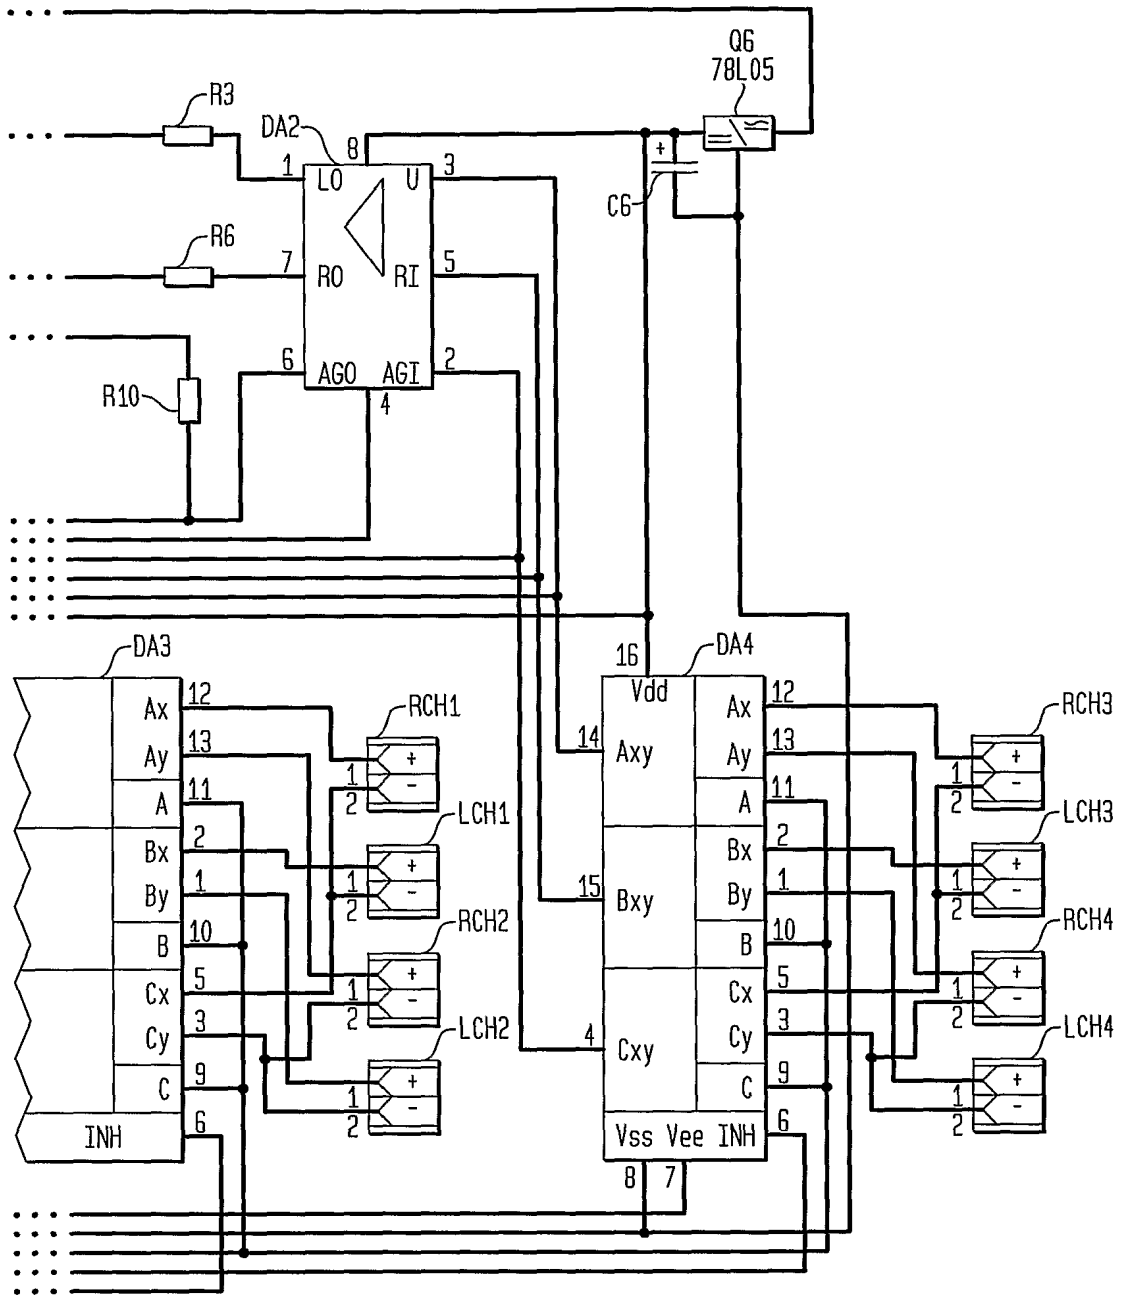 Q6
78L05
R3
DA2
8
1
LO
U
3
+
C6
R6
7
RO
RI
5
6
AGO
AGI
2
R10
4
DA3
16
DA4
Vdd
12
Ax
13
Ay
11
A
2
Bx
1
By
10
B
5
Cx
3
Cy
9
C
6
INH
RCH1
+
1
-
2
LCH1
+
1
-
2
RCH2
+
1
-
2
LCH2
+
1
-
2
14
Axy
15
Bxy
4
Cxy
Ax
12
Ay
13
A
11
Bx
2
By
1
B
10
Cx
5
Cy
3
C
9
Vss Vee INH
6
8
7
RCH3
+
1
-
2
LCH3
+
1
-
2
RCH4
+
1
-
2
LCH4
+
1
-
2